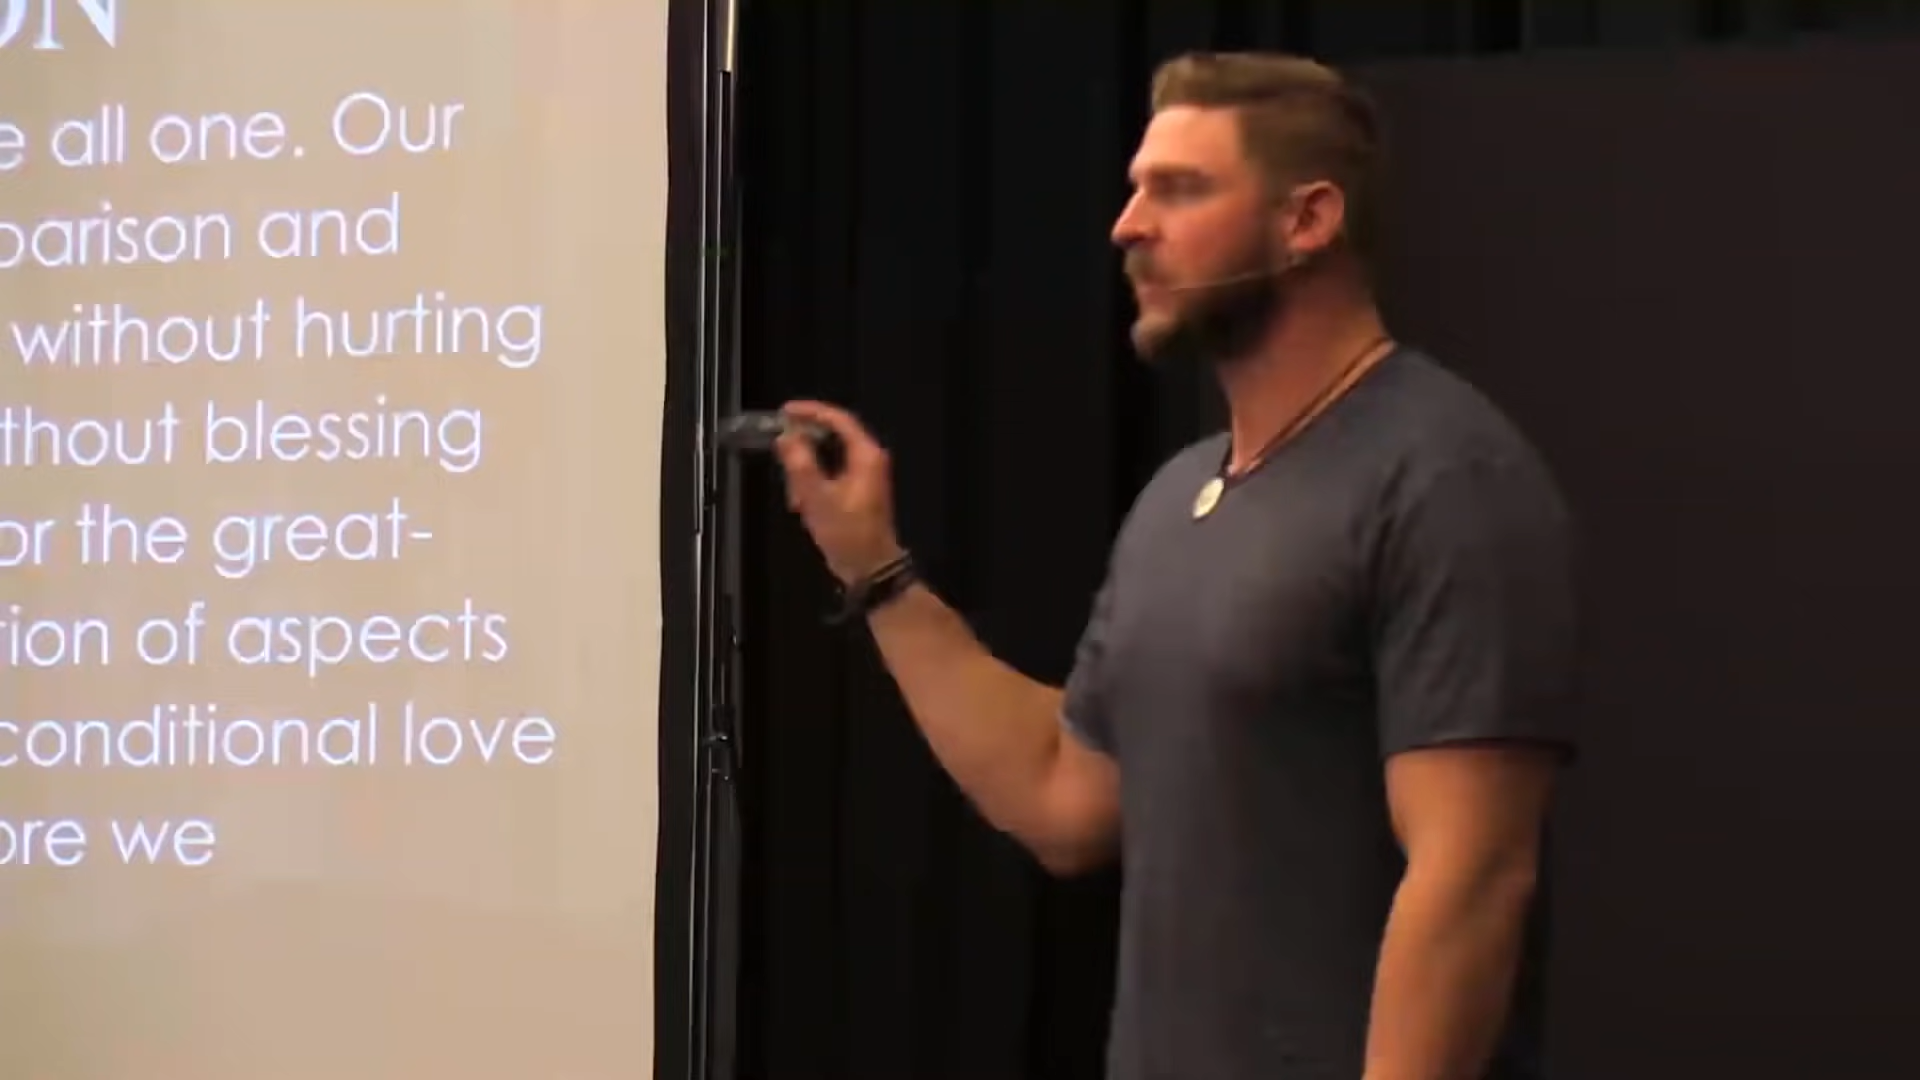 ON
e all one. Our
parison and
without hurting
thout blessing
or the great-
tion of aspects
conditional love
ore we